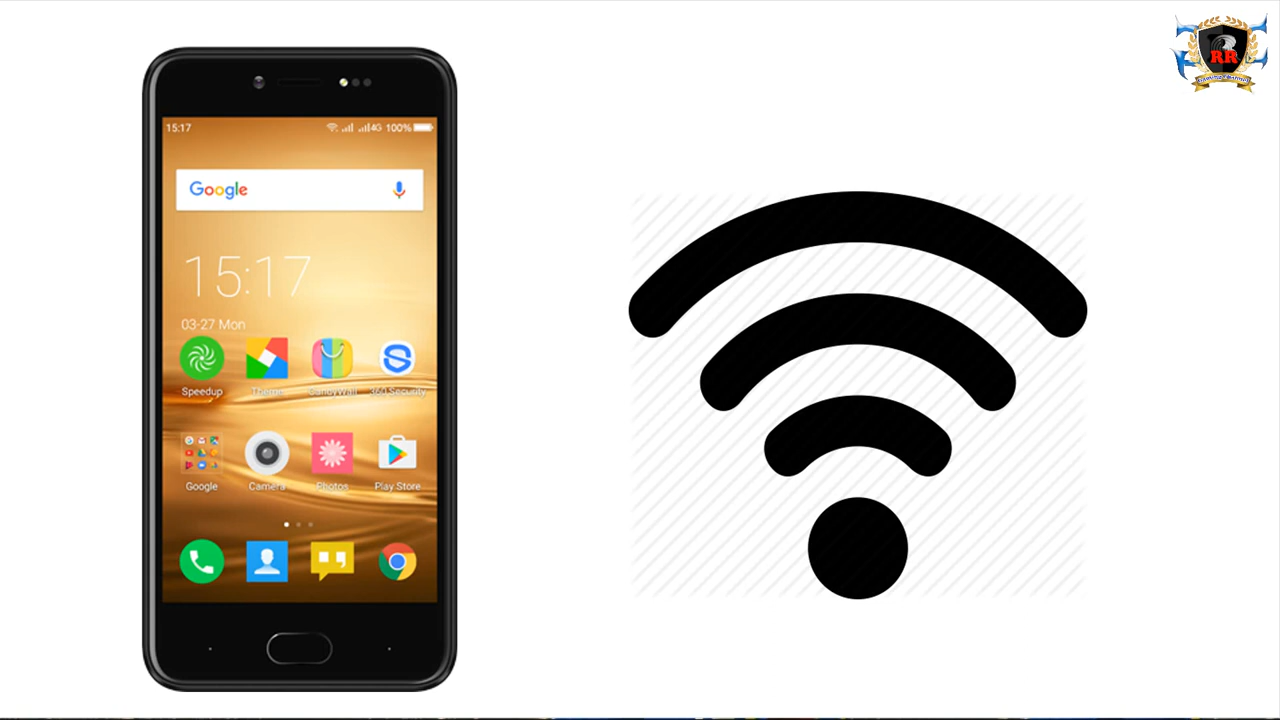 RR
15:17
4G 100%
Google
15:17
03-27 Mon
Speedup
Theme
CandyWall
360 Security
Google
Camera
Photos
Play Store